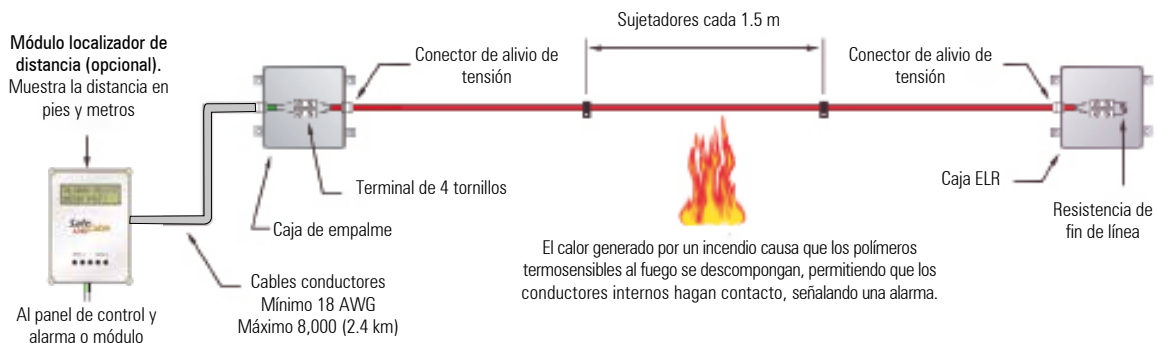 Módulo localizador de
distancia (opcional).
Muestra la distancia en
pies y metros
Al panel de control y
alarma o módulo
Cables conductores
Mínimo 18 AWG
Máximo 8,000 (2.4 km)
Caja de empalme
Terminal de 4 tornillos
Conector de alivio de
tensión
Sujetadores cada 1.5 m
El calor generado por un incendio causa que los polímeros
termosensibles al fuego se descompongan, permitiendo que los
conductores internos hagan contacto, señalando una alarma.
Conector de alivio de
tensión
Caja ELR
Resistencia de
fin de línea
Safe
Cable